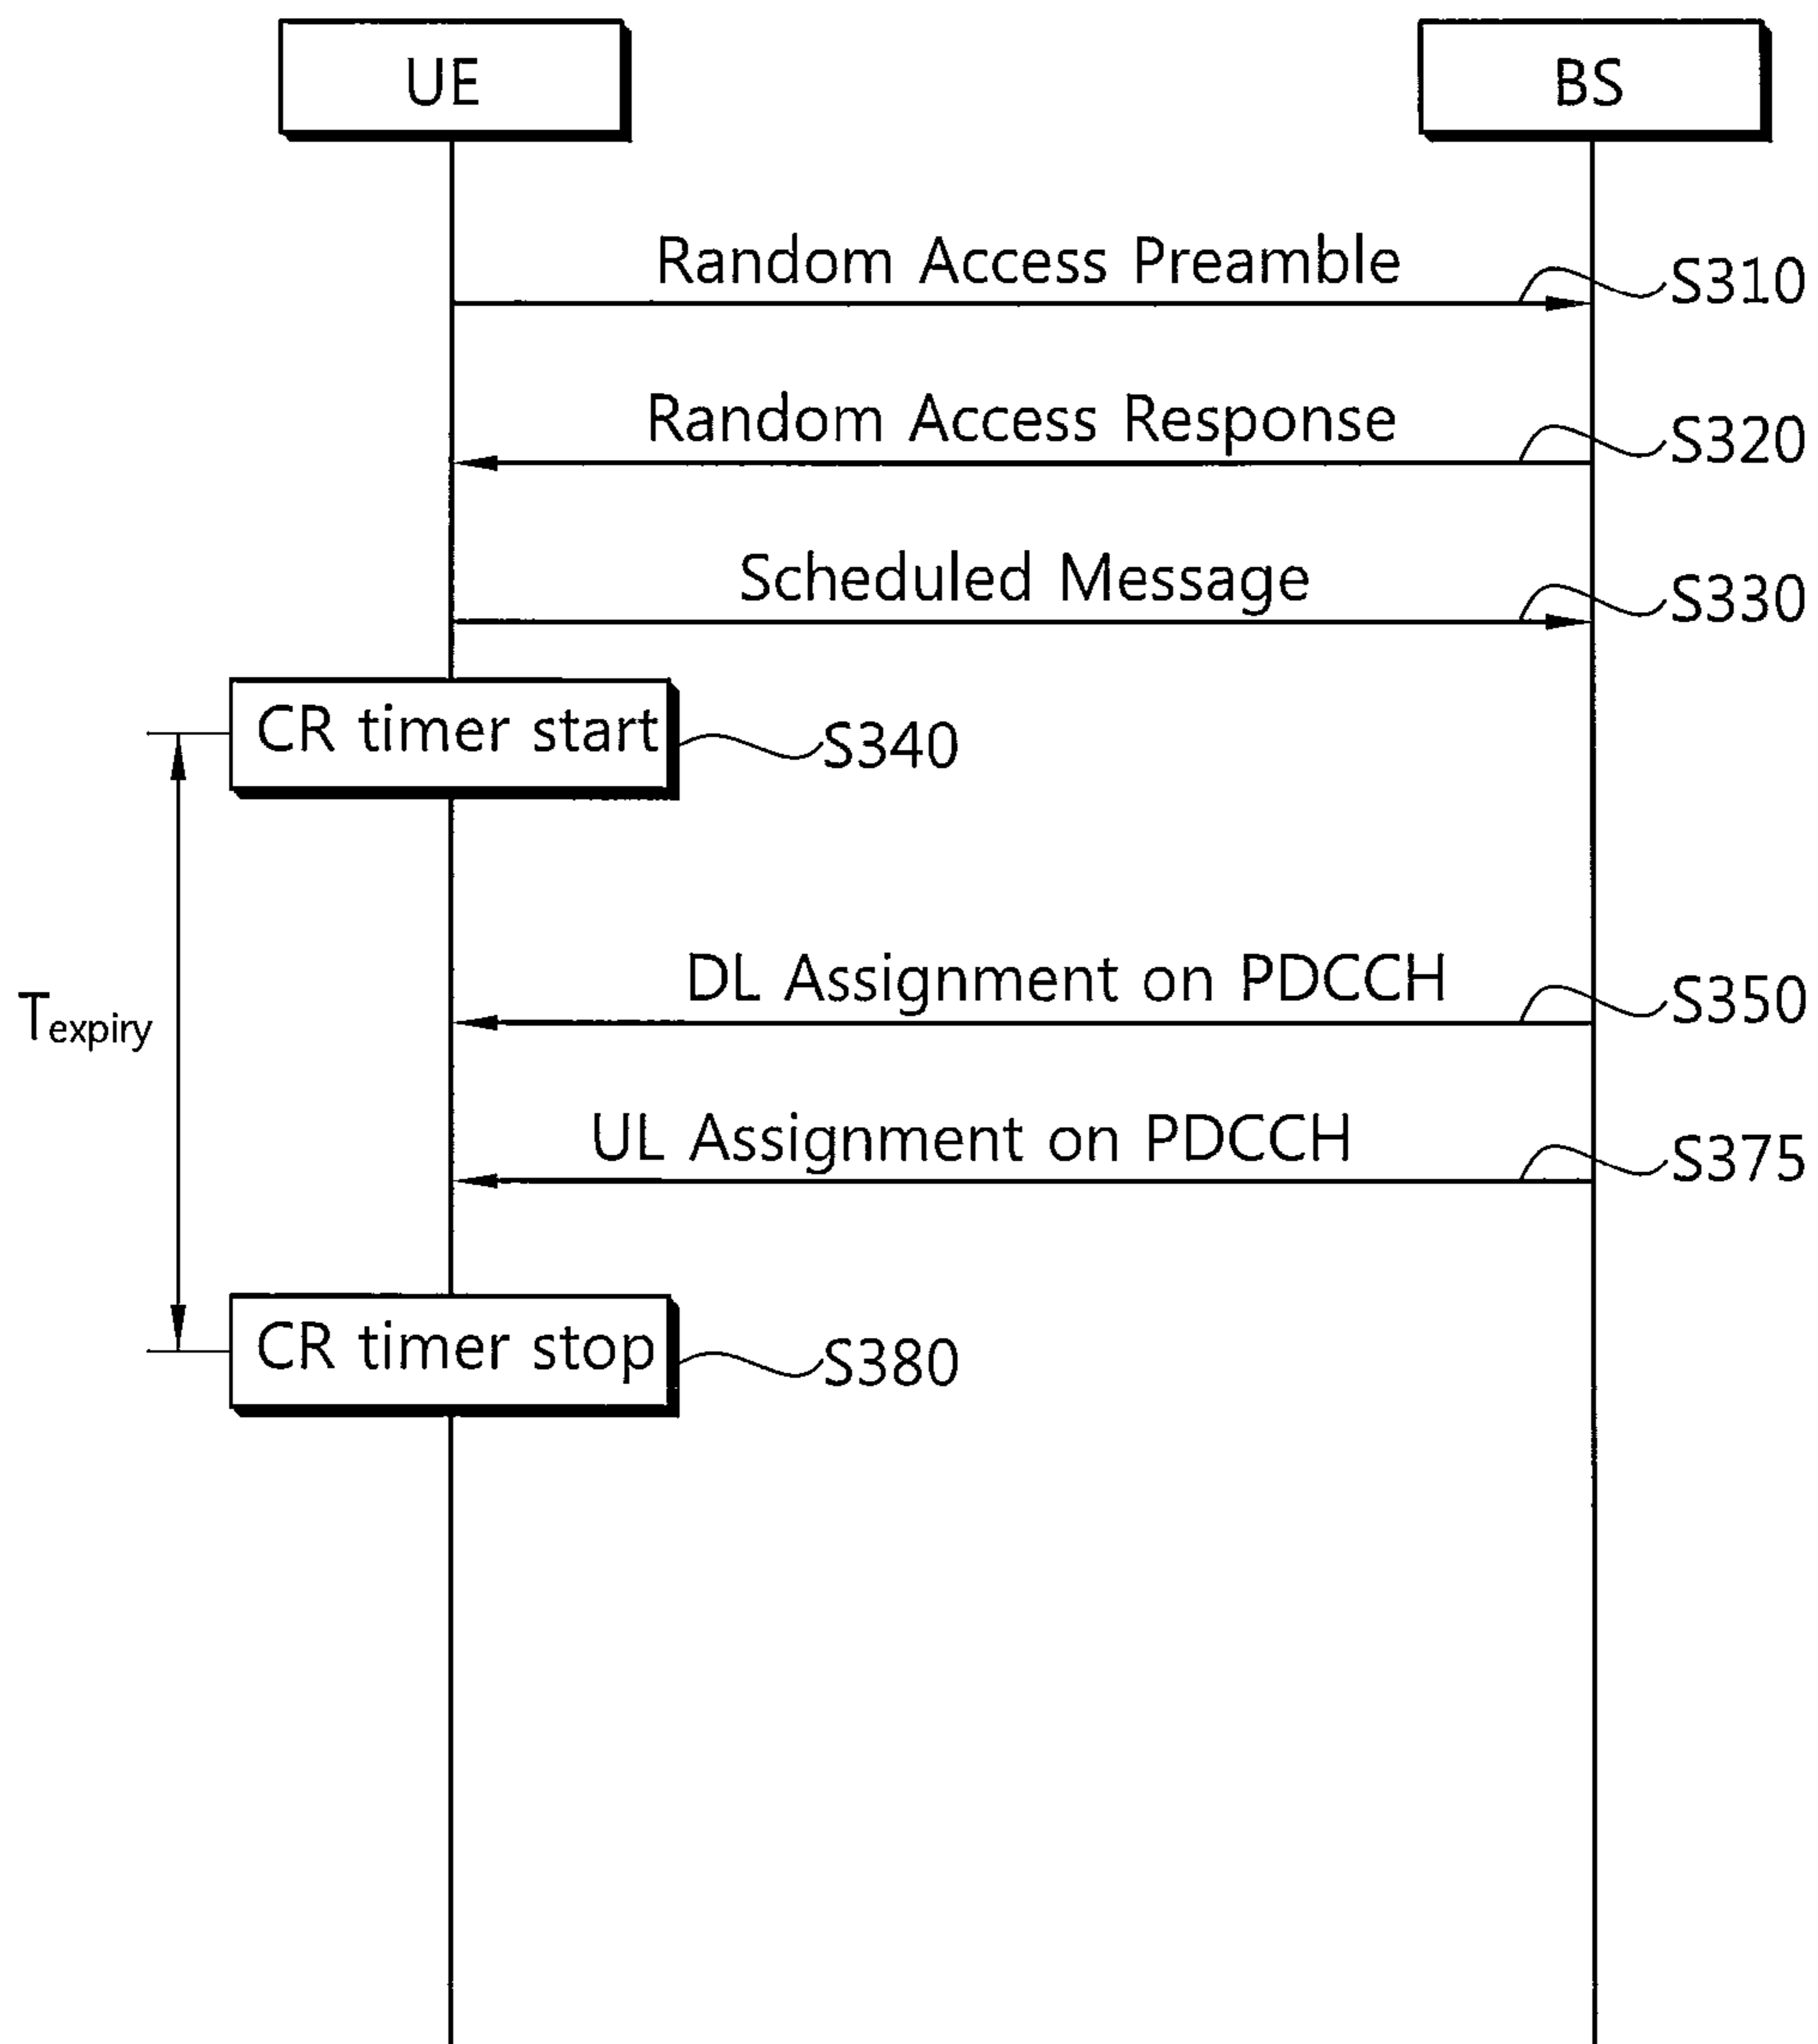 UE
BS
Random Access Preamble
S310
Random Access Response
S320
Scheduled Message
S330
CR timer start
S340
DL Assignment on PDCCH
S350
Texpiry
UL Assignment on PDCCH
S375
CR timer stop
S380